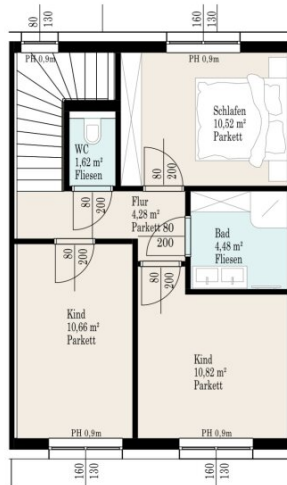 80
130
160
130
PH 0,9m
PH 0,9m
Schlafen
10,52 m²
Parkett
WC
1,62 m²
Fliesen
80
200
80
200
Flur
4,28 m²
Parkett
80
200
Bad
4,48 m²
Fliesen
80
200
80
200
Kind
10,66 m²
Parkett
Kind
10,82 m²
Parkett
PH 0,9m
PH 0,9m
160
130
160
130